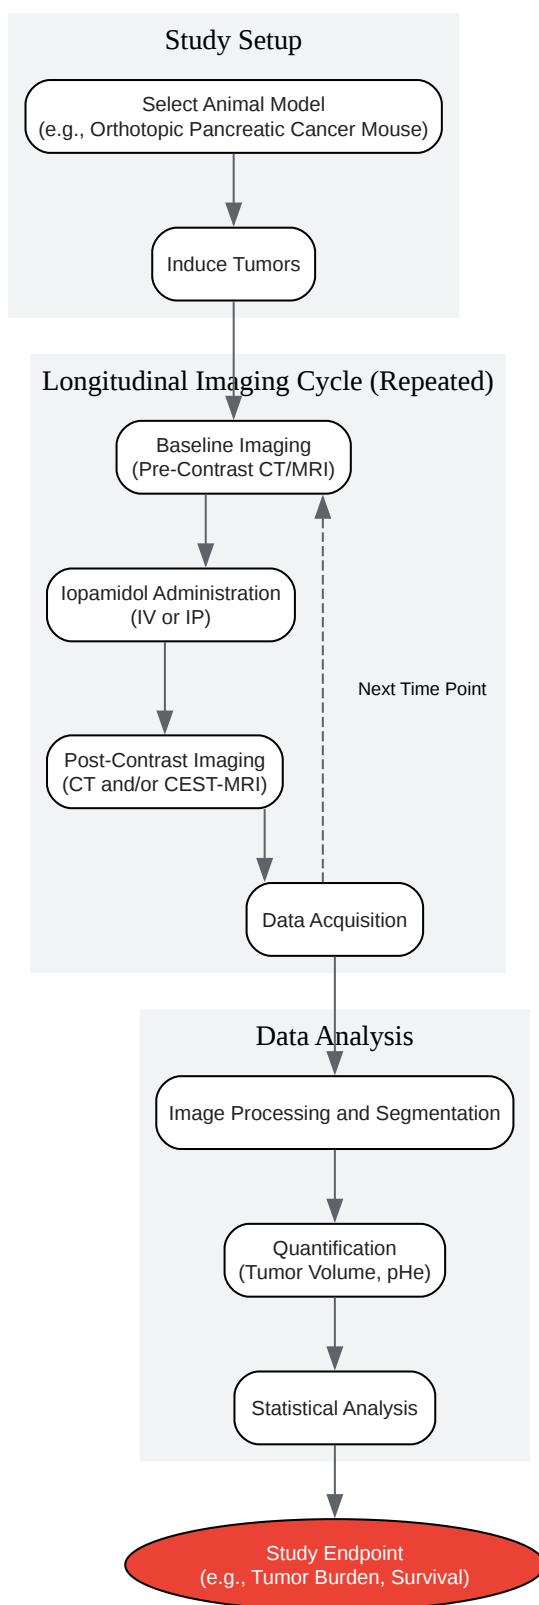 Study Setup
Select Animal Model
(e.g., Orthotopic Pancreatic Cancer Mouse)
Induce Tumors
Longitudinal Imaging Cycle (Repeated)
Baseline Imaging
(Pre-Contrast CT/MRI)
Iopamidol Administration
(IV or IP)
Next Time Point
Post-Contrast Imaging
(CT and/or CEST-MRI)
Data Acquisition
Data Analysis
Image Processing and Segmentation
Quantification
(Tumor Volume, pHe)
Statistical Analysis
Study Endpoint
(e.g., Tumor Burden, Survival)